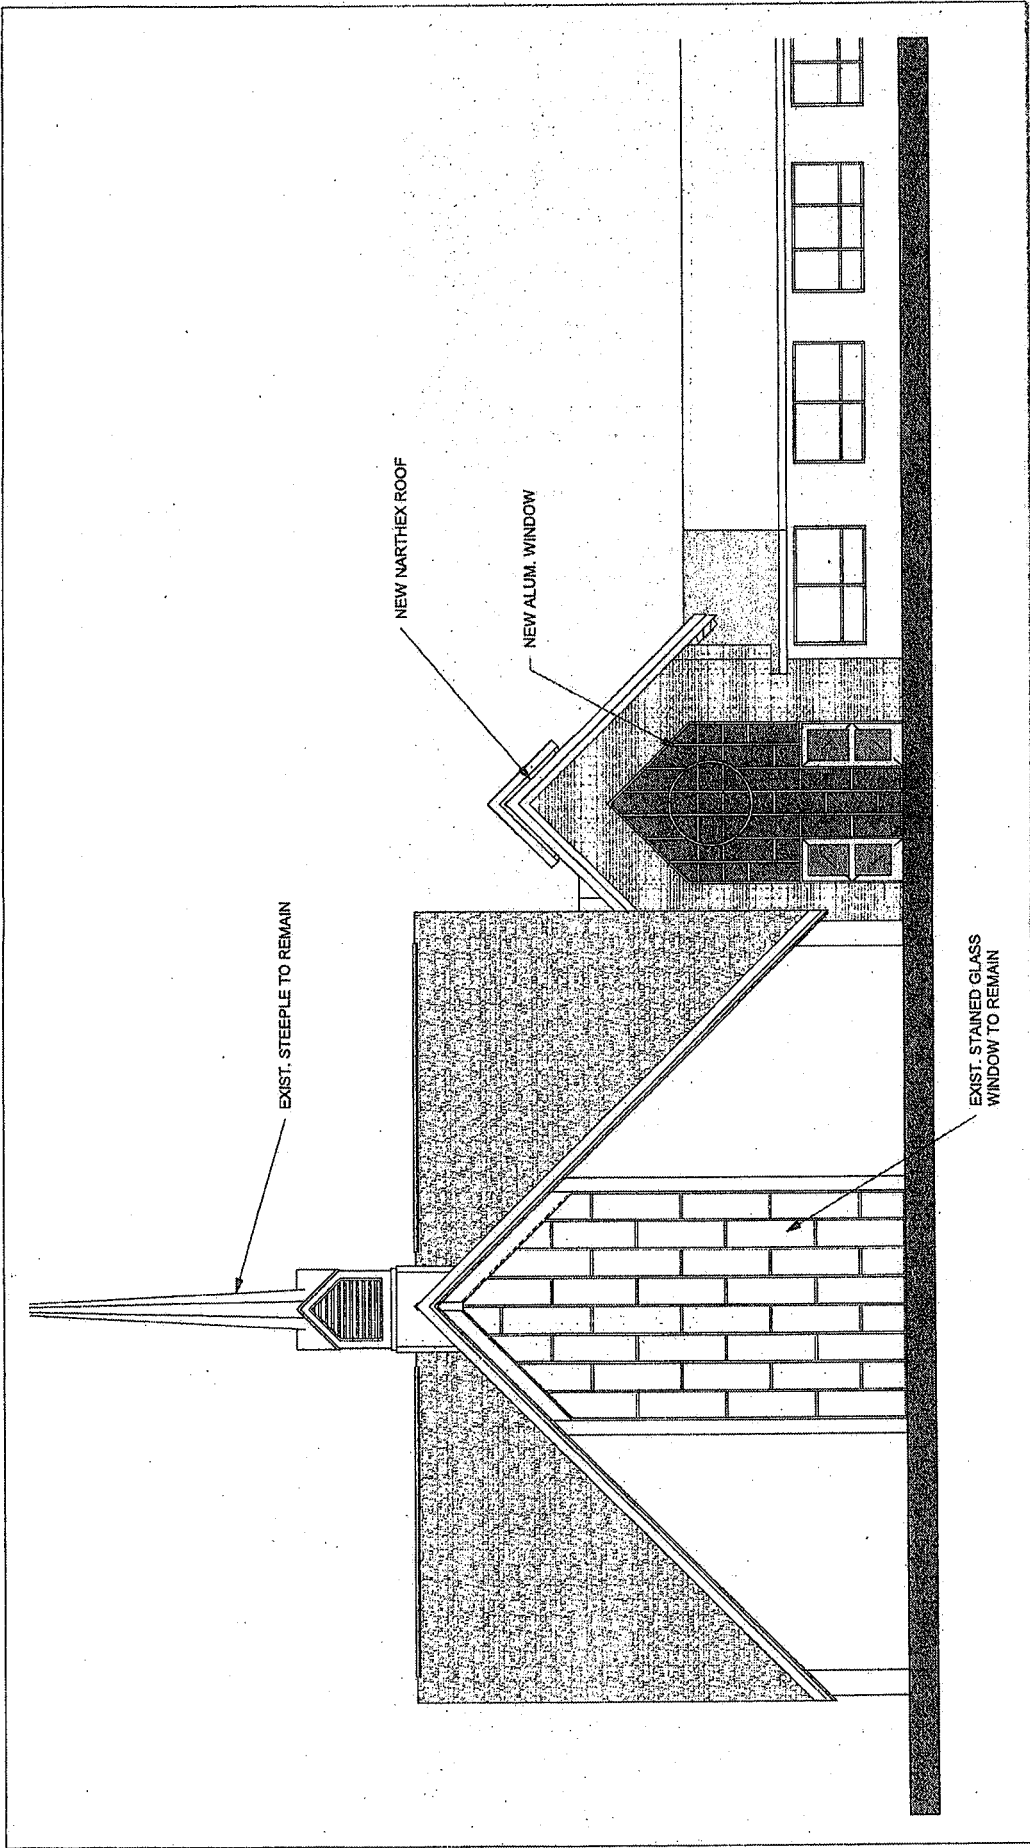 EXIST. STEEPLE TO REMAIN
NEW NARTHEX ROOF
NEW ALUM. WINDOW
EXIST. STAINED GLASS
WINDOW TO REMAIN